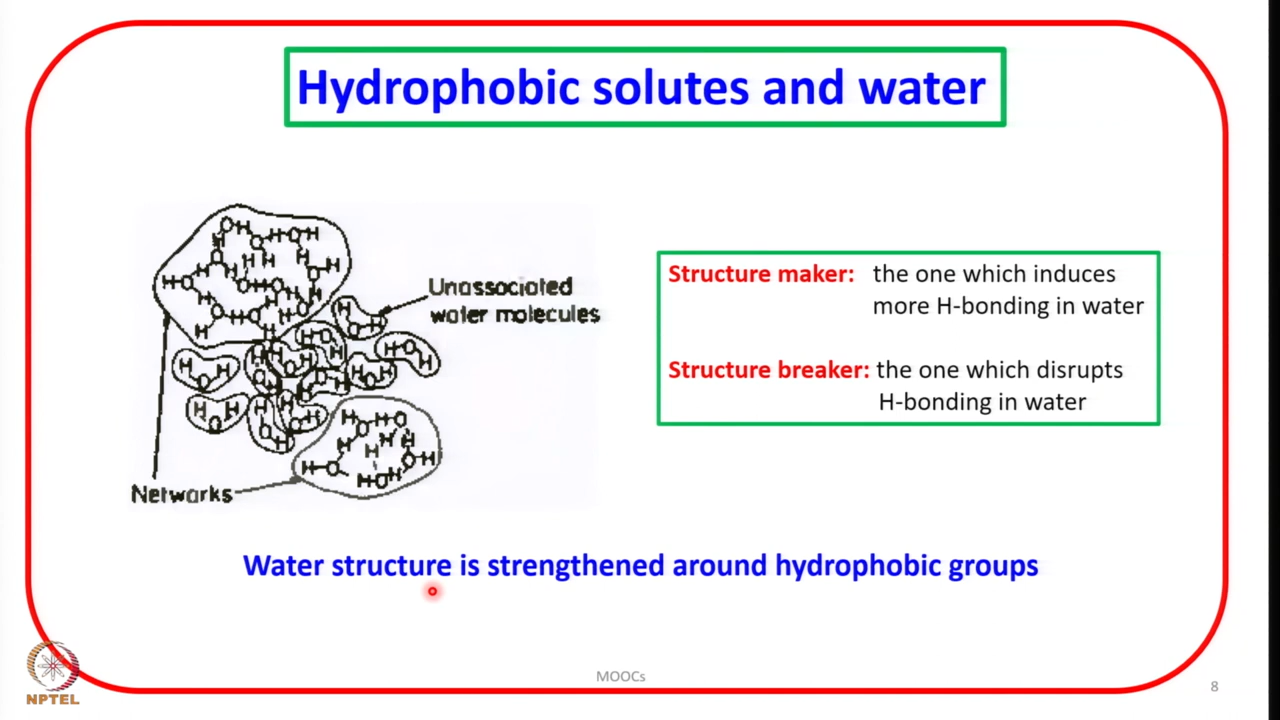 Hydrophobic solutes and water
Unassociated
water molecules
Networks
Structure maker: the one which induces
more H-bonding in water
Structure breaker: the one which disrupts
H-bonding in water
Water structure is strengthened around hydrophobic groups
NPTEL
MOOCs
8